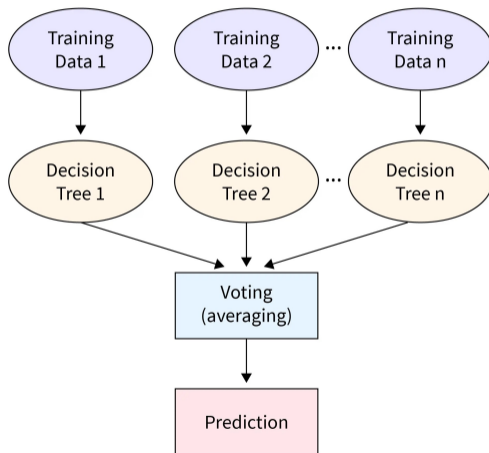 Training
Data 1
Training
Data 2
...
Training
Data n
Decision
Tree 1
Decision
Tree 2
...
Decision
Tree n
Voting
(averaging)
Prediction